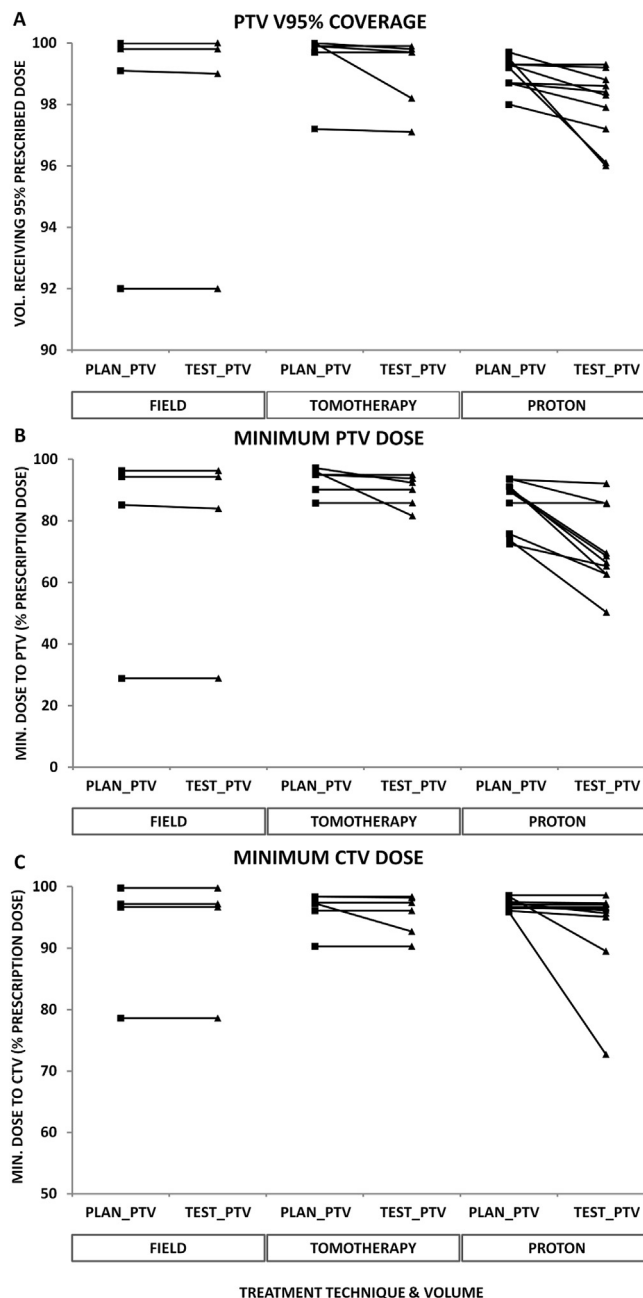 A
PTV V95% COVERAGE
VOL. RECEIVING 95% PRESCRIBED DOSE
100
98
96
94
92
90
PLAN_PTV TEST_PTV PLAN_PTV TEST_PTV PLAN_PTV TEST_PTV
FIELD TOMOTHERAPY PROTON
B
MINIMUM PTV DOSE
MIN. DOSE TO PTV (% PRESCRIPTION DOSE)
100
80
60
40
20
0
PLAN_PTV TEST_PTV PLAN_PTV TEST_PTV PLAN_PTV TEST_PTV
FIELD TOMOTHERAPY PROTON
C
MINIMUM CTV DOSE
MIN. DOSE TO CTV (% PRESCRIPTION DOSE)
100
90
80
70
60
50
PLAN_PTV TEST_PTV PLAN_PTV TEST_PTV PLAN_PTV TEST_PTV
FIELD TOMOTHERAPY PROTON
TREATMENT TECHNIQUE & VOLUME